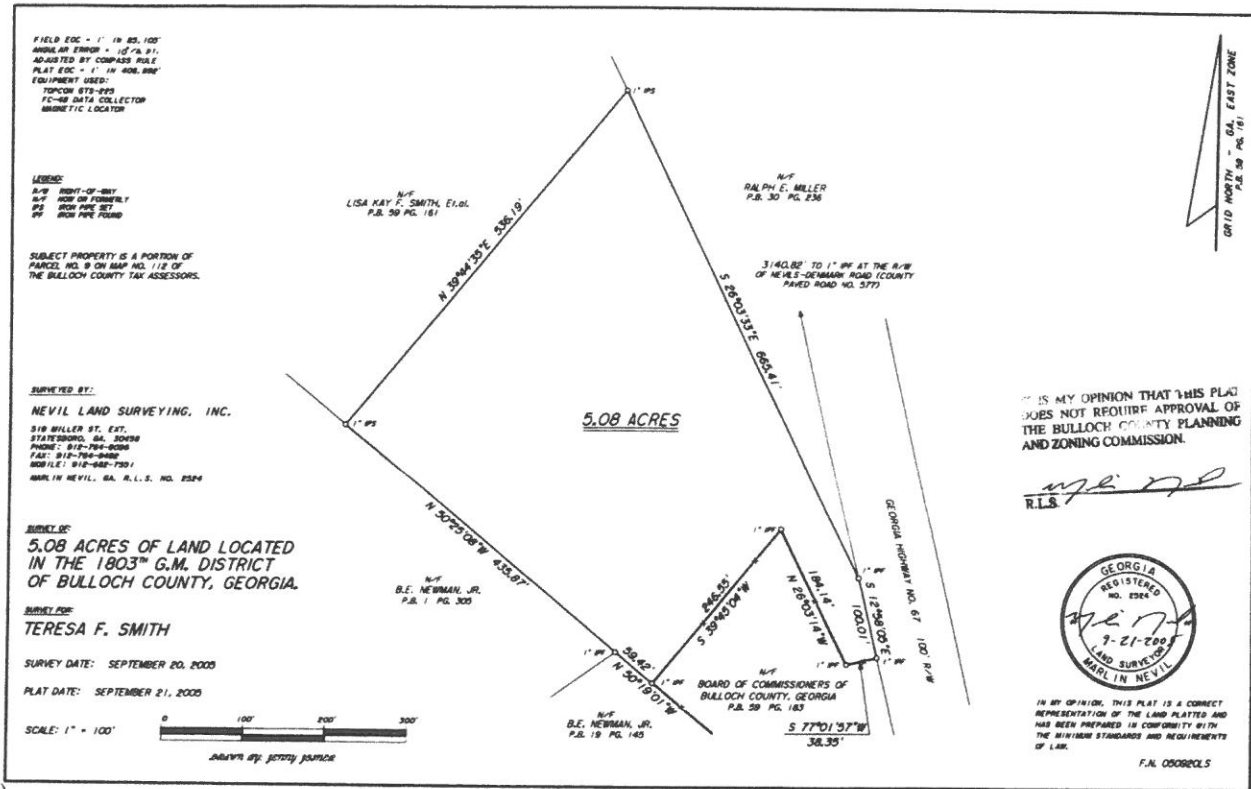 FIELD EOC = 1' IN 85,105'
ADJUSTED BY COMPASS RULE
EQUIPMENT USED:
TOPCON GTS-225
FC-48 DATA COLLECTOR
MAGNETIC LOCATOR
LEGEND:
R/W RIGHT-OF-WAY
N/F NOW OR FORMERLY
IPS IRON PIPE SET
IPF IRON PIPE FOUND
SUBJECT PROPERTY IS A PORTION OF
PARCEL NO. 9 ON MAP NO. 112 OF
THE BULLOCH COUNTY TAX ASSESSORS.
SURVEYED BY:
NEVIL LAND SURVEYING, INC.
MILLER ST. EXT.
STATESBORO, GA. 30458
PHONE:
FAX:
MOBILE:
MARLIN NEVIL, GA. R.L.S. NO. 2524
SURVEY OF:
5.08 ACRES OF LAND LOCATED
IN THE 1803TH G.M. DISTRICT
OF BULLOCH COUNTY, GEORGIA.
SURVEY FOR:
TERESA F. SMITH
SURVEY DATE: SEPTEMBER 20, 2005
PLAT DATE: SEPTEMBER 21, 2005
SCALE: 1" = 100'
0 100' 200' 300'
DRAWN BY: JENNY
1" IPS
N/F
LISA KAY F. SMITH, Et.al.
P.B. 59 PG. 161
N 39°44'35"E 536.19'
N/F
RALPH E. MILLER
P.B. 30 PG. 236
3140.82' TO 1" IPF AT THE R/W
OF NEVILS-DENMARK ROAD (COUNTY
PAVED ROAD NO. 577)
S 26°03'33"E 665.41'
1" IPS
5.08 ACRES
N 50°25'08"W 435.87'
N/F
B.E. NEWMAN, JR.
P.B. 1 PG. 305
1" IPF
246.55'
S 39°45'04"W
184.14'
N 26°03'14"W
1" IPF
S 12°58'05"E
100.01'
GEORGIA HIGHWAY NO. 67 100' R/W
1" IPF
59.42'
N 50°19'01"W
1" IPF
1" IPF
1" IPF
N/F
BOARD OF COMMISSIONERS OF
BULLOCH COUNTY, GEORGIA
P.B. 59 PG. 183
N/F
B.E. NEWMAN, JR.
P.B. 19 PG. 145
S 77°01'57"W
38.35'
GRID NORTH - GA. EAST ZONE
P.B. 59 PG. 161
IS MY OPINION THAT THIS PLAT
DOES NOT REQUIRE APPROVAL OF
THE BULLOCH COUNTY PLANNING
AND ZONING COMMISSION.
R.L.S.
GEORGIA
REGISTERED
NO. 2524
9-21-2005
LAND SURVEYOR
MARLIN NEVIL
IN MY OPINION, THIS PLAT IS A CORRECT
REPRESENTATION OF THE LAND PLATTED AND
HAS BEEN PREPARED IN CONFORMITY WITH
THE MINIMUM STANDARDS AND REQUIREMENTS
OF LAW.
F.N. 050920LS